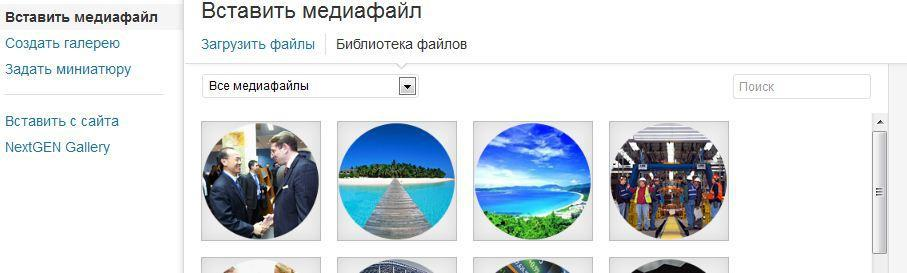 Вставить медиафайл
Создать галерею
Задать миниатюру
Вставить с сайта
NextGEN Gallery
Вставить медиафайл
Загрузить файлы Библиотека файлов
Все медиафайлы Поиск